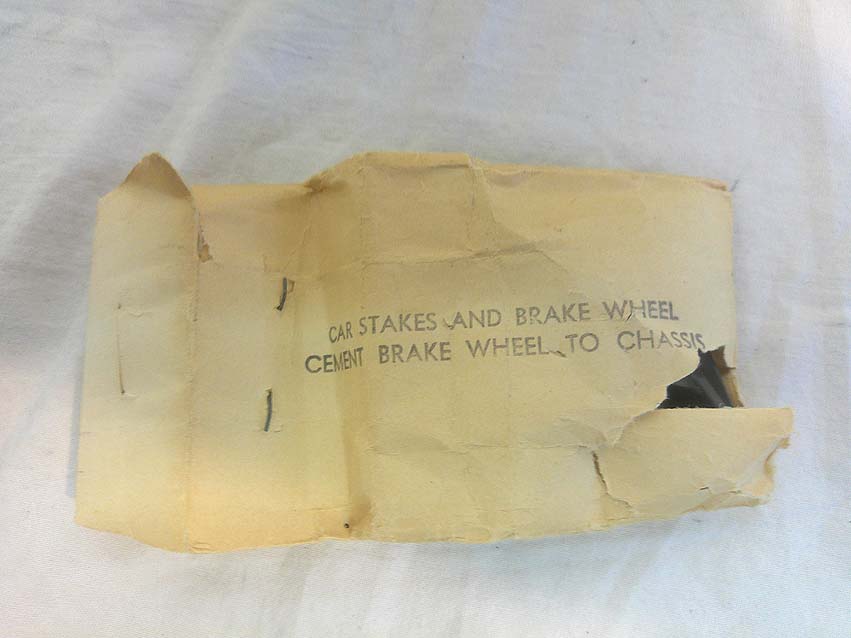 CAR STAKES AND BRAKE WHEEL
CEMENT BRAKE WHEEL TO CHASSIS